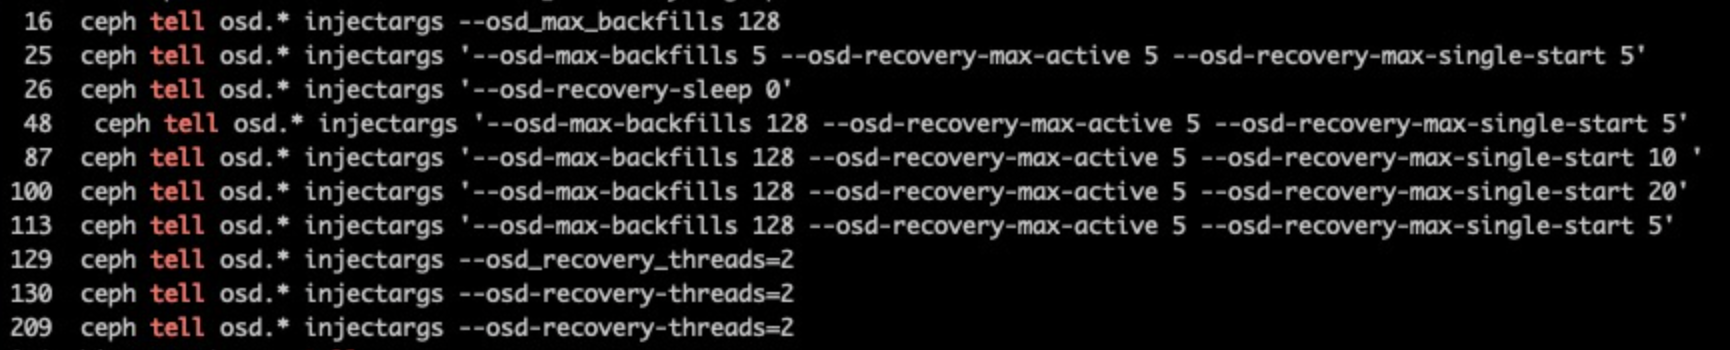 16 ceph tell osd.* injectargs --osd_max_backfills 128
25 ceph tell osd.* injectargs '--osd-max-backfills 5 --osd-recovery-max-active 5 --osd-recovery-max-single-start 5'
26 ceph tell osd.* injectargs '--osd-recovery-sleep 0'
48  ceph tell osd.* injectargs '--osd-max-backfills 128 --osd-recovery-max-active 5 --osd-recovery-max-single-start 5'
87 ceph tell osd.* injectargs '--osd-max-backfills 128 --osd-recovery-max-active 5 --osd-recovery-max-single-start 10 '
100 ceph tell osd.* injectargs '--osd-max-backfills 128 --osd-recovery-max-active 5 --osd-recovery-max-single-start 20'
113 ceph tell osd.* injectargs '--osd-max-backfills 128 --osd-recovery-max-active 5 --osd-recovery-max-single-start 5'
129 ceph tell osd.* injectargs --osd_recovery_threads=2
130 ceph tell osd.* injectargs --osd-recovery-threads=2
209 ceph tell osd.* injectargs --osd-recovery-threads=2